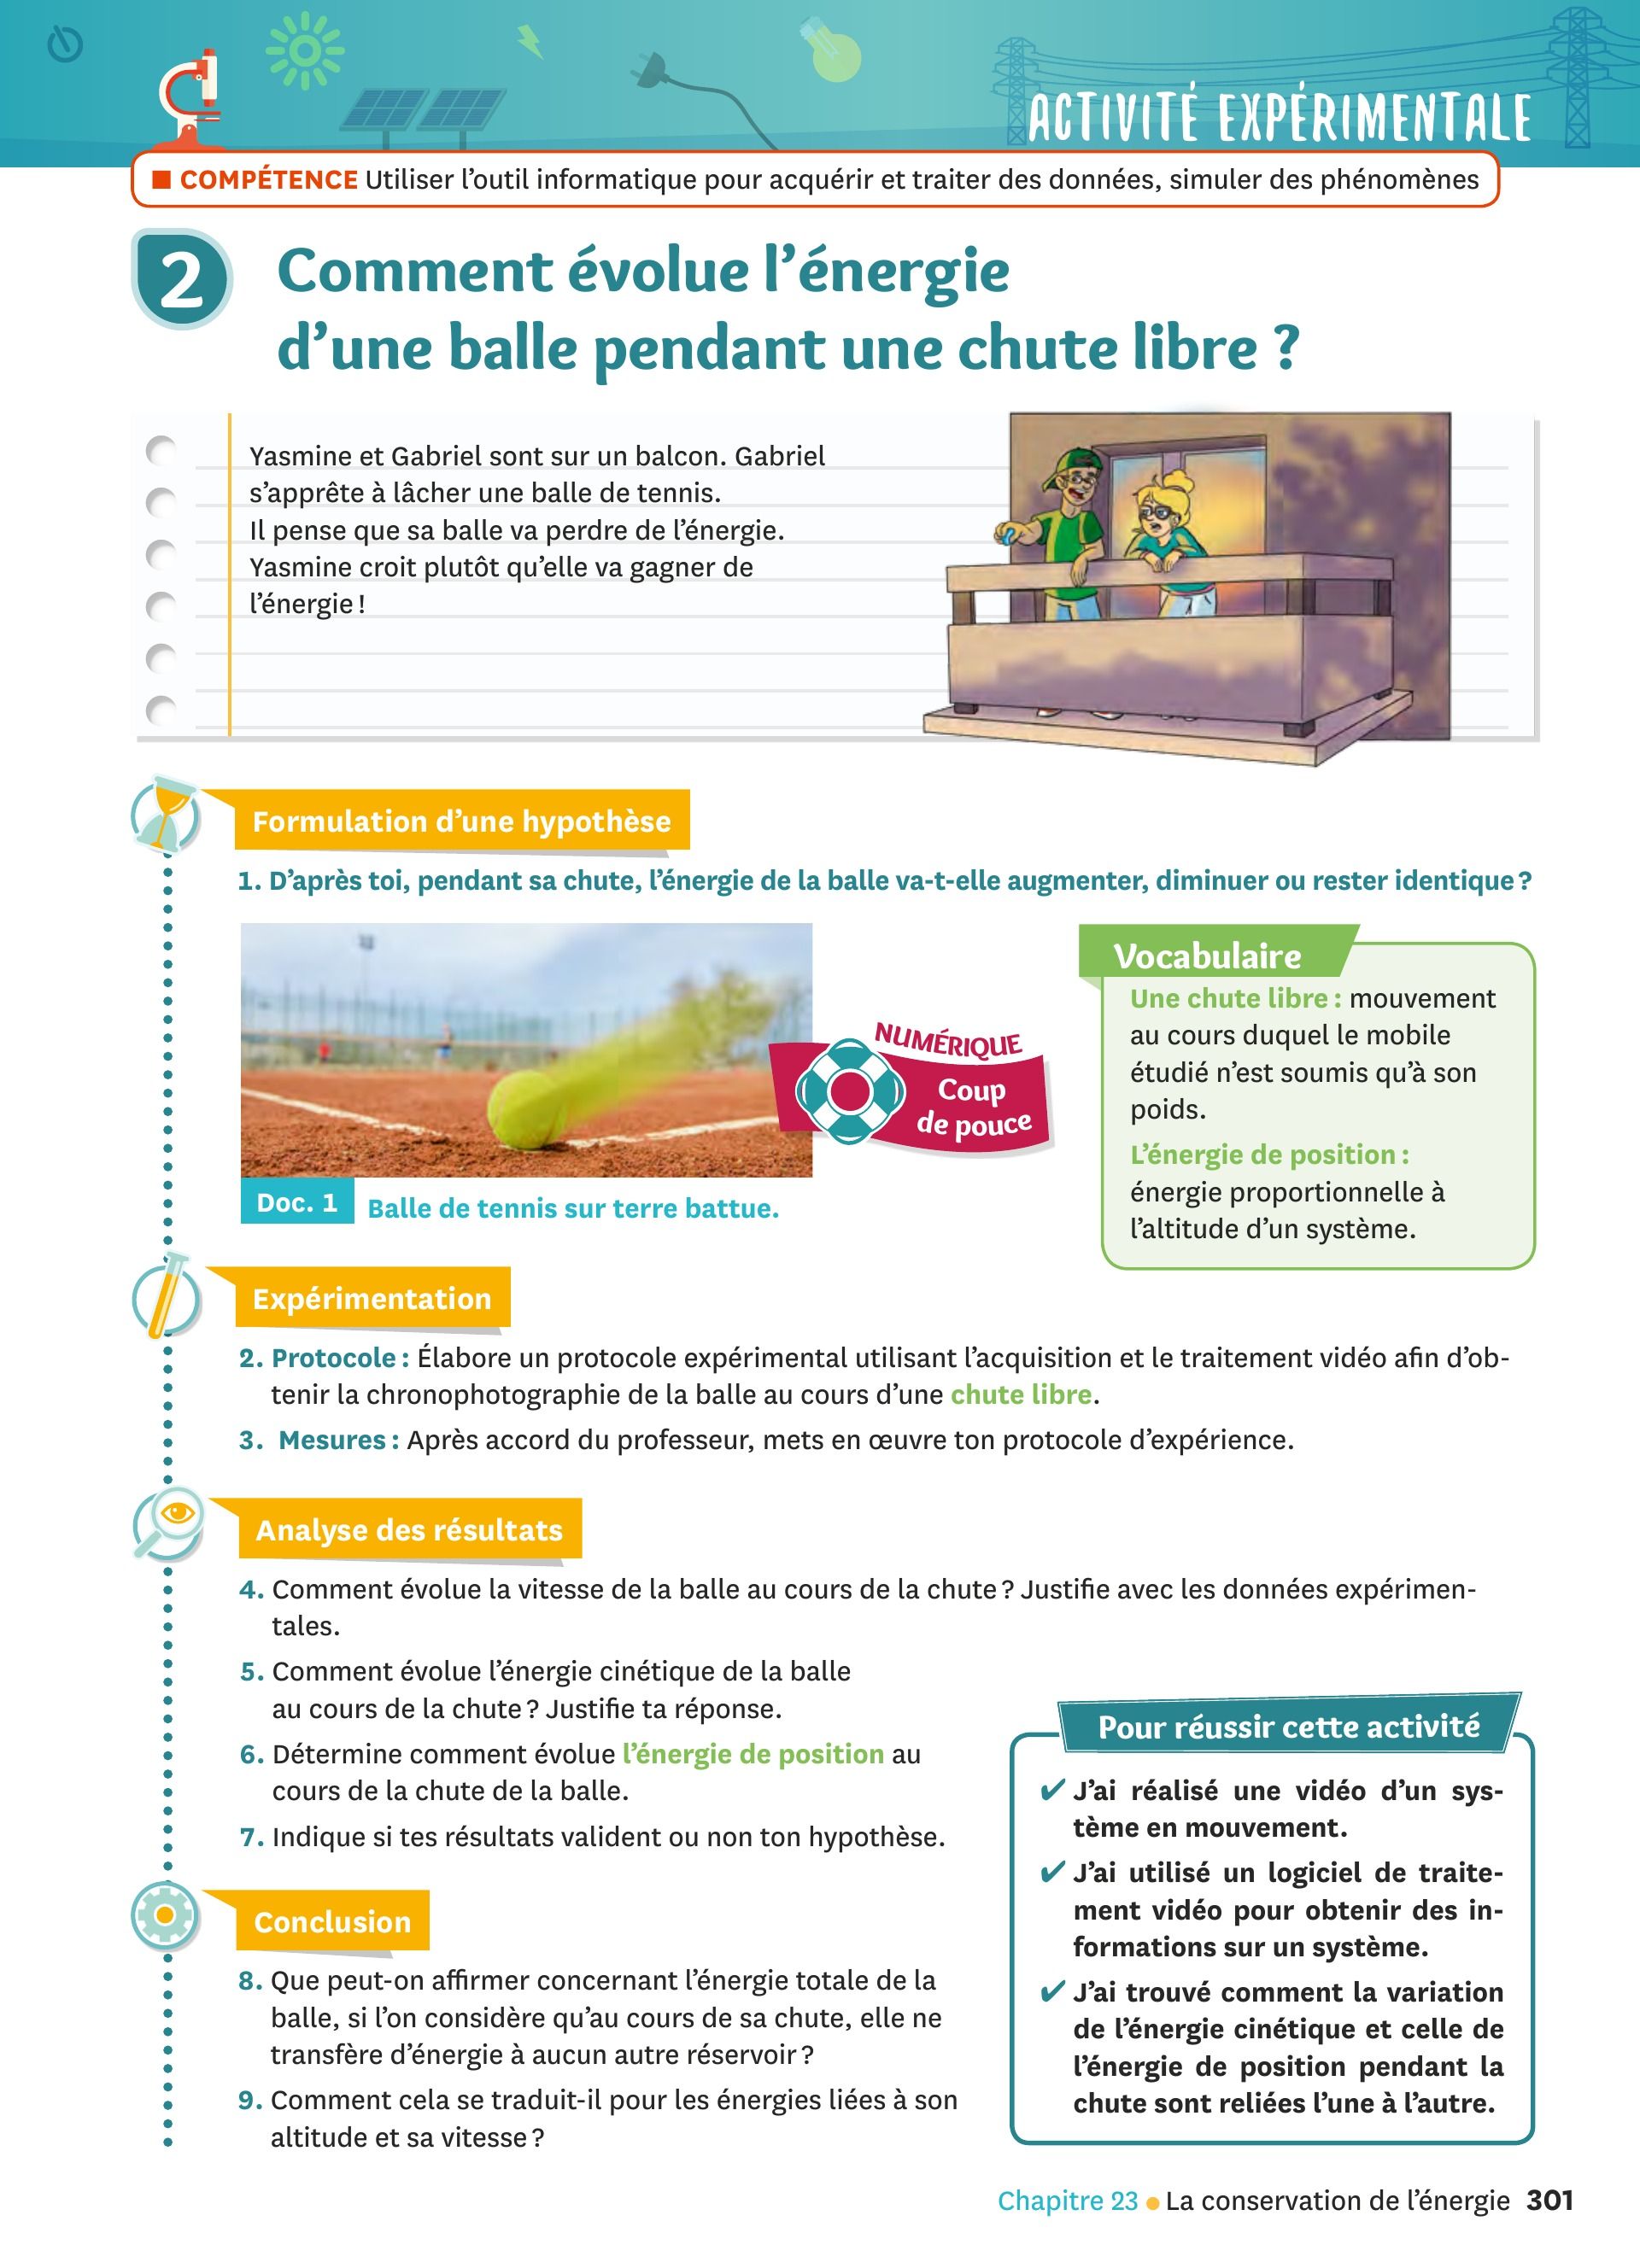 ACTIVITÉ EXPÉRIMENTALE
■ COMPÉTENCE Utiliser l'outil informatique pour acquérir et traiter des données, simuler des phénomènes
2
Comment évolue l'énergie
d'une balle pendant une chute libre ?
Yasmine et Gabriel sont sur un balcon. Gabriel
s'apprête à lâcher une balle de tennis.
Il pense que sa balle va perdre de l'énergie.
Yasmine croit plutôt qu'elle va gagner de
l'énergie !
Formulation d'une hypothèse
1. D'après toi, pendant sa chute, l'énergie de la balle va-t-elle augmenter, diminuer ou rester identique ?
NUMÉRIQUE
Coup
de pouce
Doc. 1 Balle de tennis sur terre battue.
Vocabulaire
Une chute libre : mouvement
au cours duquel le mobile
étudié n'est soumis qu'à son
poids.
L'énergie de position :
énergie proportionnelle à
l'altitude d'un système.
Expérimentation
2. Protocole : Élabore un protocole expérimental utilisant l'acquisition et le traitement vidéo afin d'ob-
tenir la chronophotographie de la balle au cours d'une chute libre.
3. Mesures : Après accord du professeur, mets en œuvre ton protocole d'expérience.
Analyse des résultats
4. Comment évolue la vitesse de la balle au cours de la chute ? Justifie avec les données expérimen-
tales.
5. Comment évolue l'énergie cinétique de la balle
au cours de la chute ? Justifie ta réponse.
6. Détermine comment évolue l'énergie de position au
cours de la chute de la balle.
7. Indique si tes résultats valident ou non ton hypothèse.
Conclusion
8. Que peut-on affirmer concernant l'énergie totale de la
balle, si l'on considère qu'au cours de sa chute, elle ne
transfère d'énergie à aucun autre réservoir ?
9. Comment cela se traduit-il pour les énergies liées à son
altitude et sa vitesse ?
Pour réussir cette activité
✔ J'ai réalisé une vidéo d'un sys-
tème en mouvement.
✔ J'ai utilisé un logiciel de traite-
ment vidéo pour obtenir des in-
formations sur un système.
✔ J'ai trouvé comment la variation
de l'énergie cinétique et celle de
l'énergie de position pendant la
chute sont reliées l'une à l'autre.
Chapitre 23 • La conservation de l'énergie 301